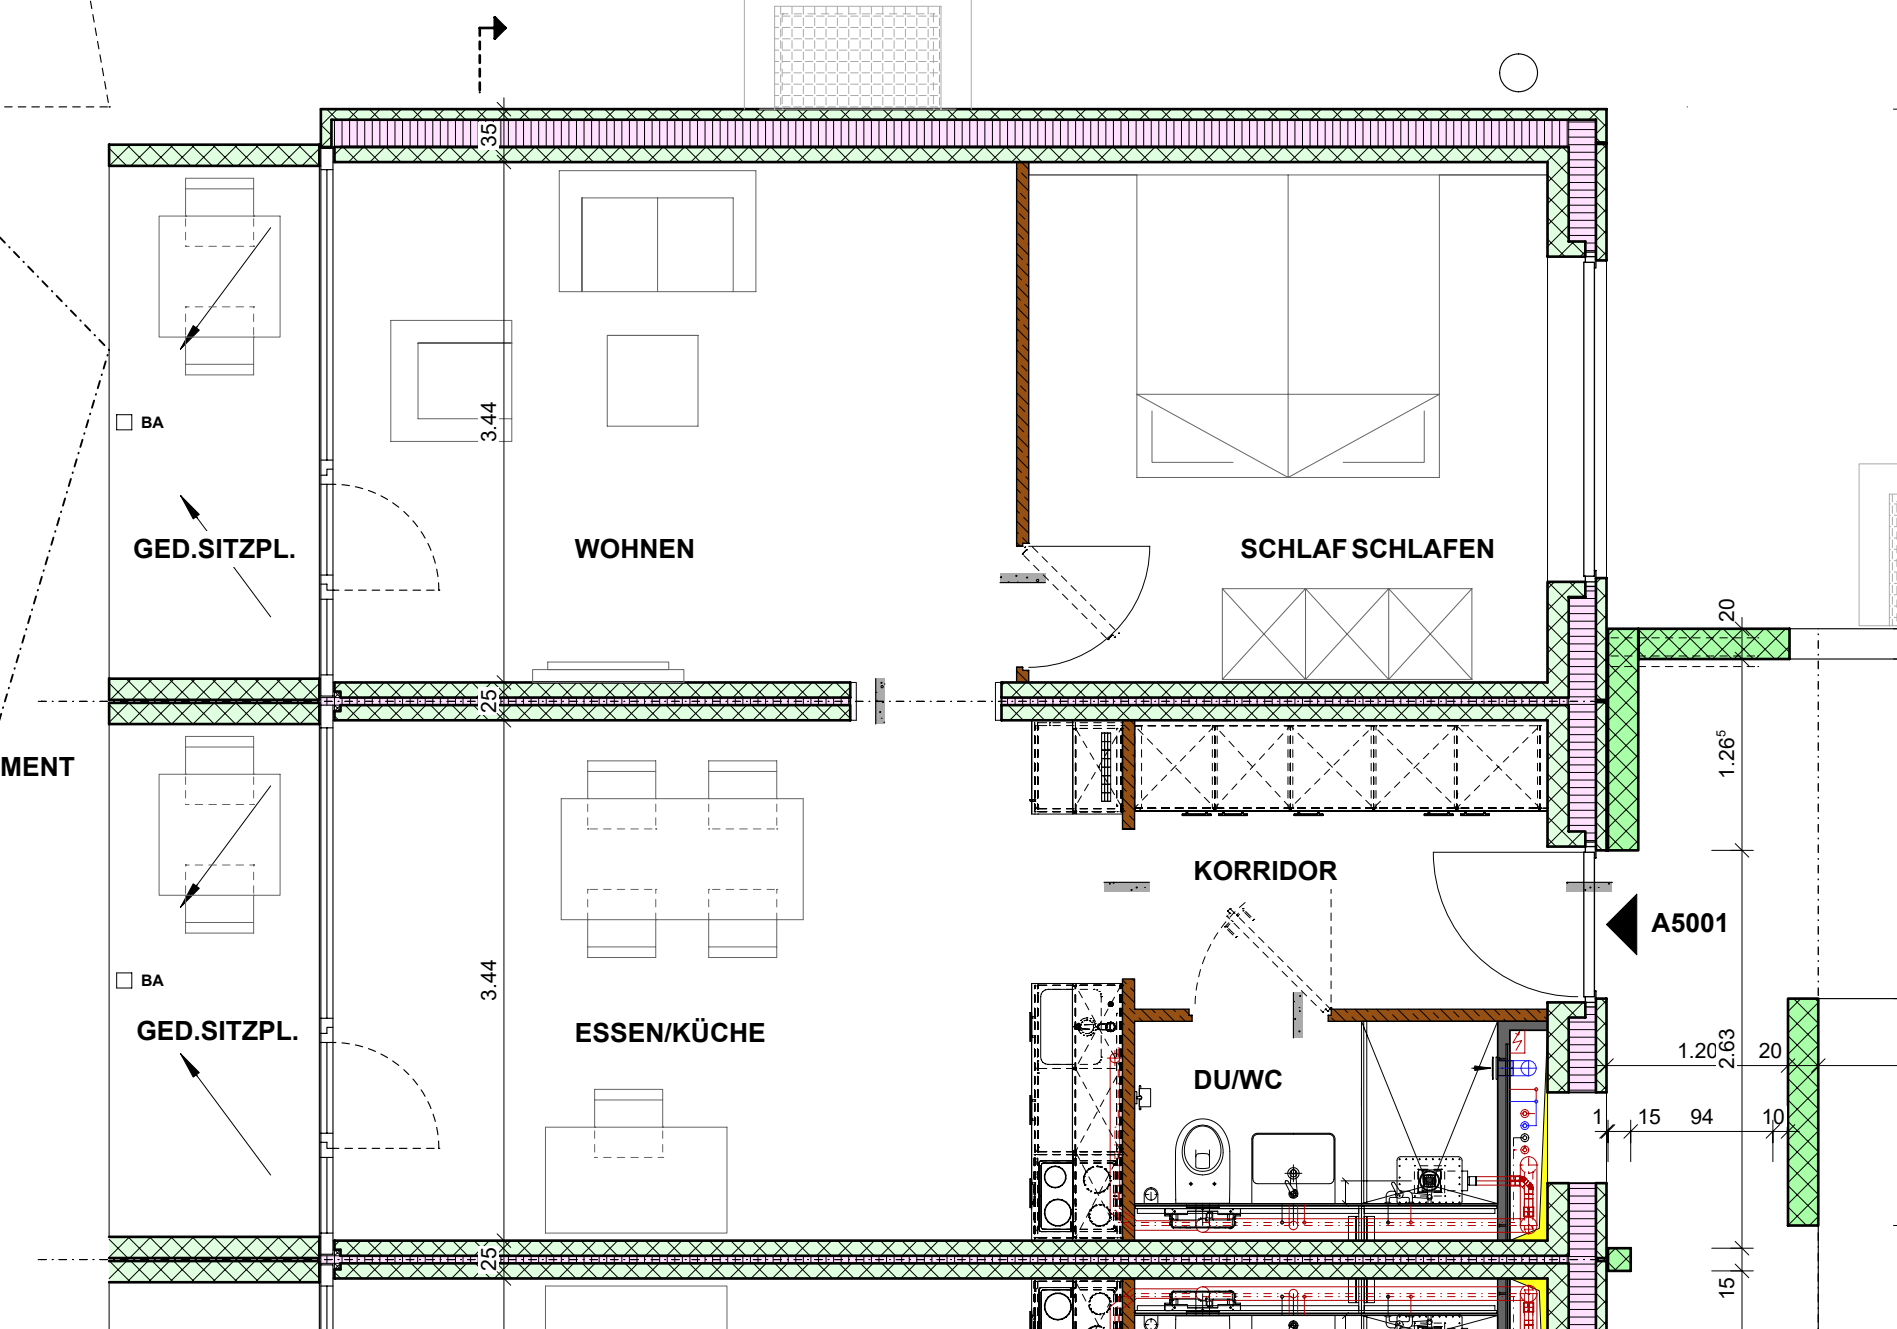 35
3.44
BA
GED.SITZPL.
WOHNEN
SCHLAF SCHLAFEN
20
25
1.26⁵
MENT
KORRIDOR
A5001
BA
3.44
GED.SITZPL.
ESSEN/KÜCHE
DU/WC
1.20
2.63
20
1
15
94
10
25
15